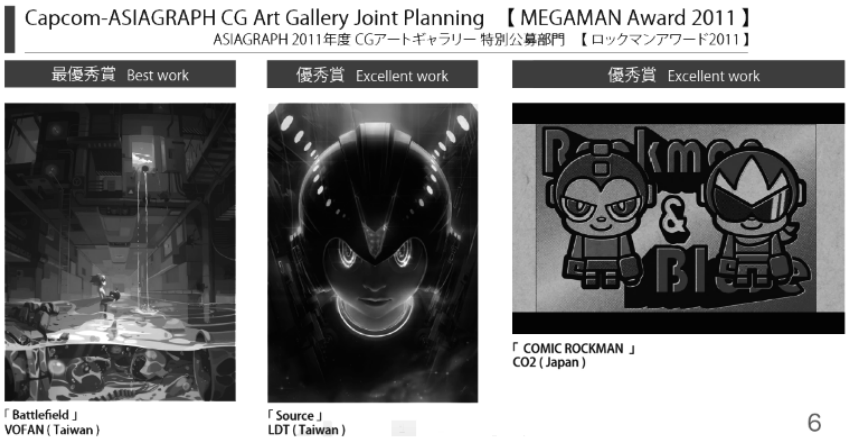 Capcom-ASIAGRAPH CG Art Gallery Joint Planning 【 MEGAMAN Award 2011 】
ASIAGRAPH 2011年度 CGアートギャラリー 特別公募部門 【 ロックマンアワード2011 】
最優秀賞 Best work
優秀賞 Excellent work
優秀賞 Excellent work
&
「 Battlefield 」
VOFAN ( Taiwan )
「 Source 」
LDT ( Taiwan )
「 COMIC ROCKMAN 」
CO2 ( Japan )
6